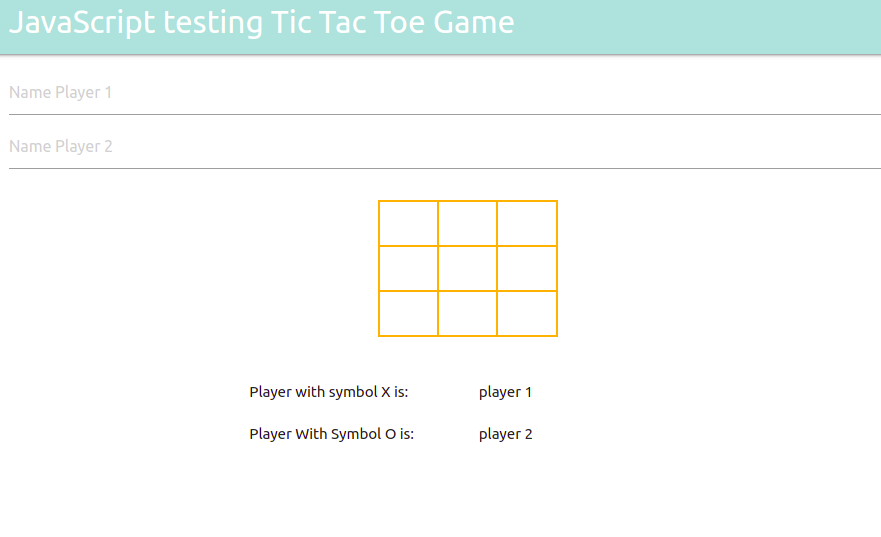 JavaScript testing Tic Tac Toe Game
Name Player 1
Name Player 2
Player with symbol X is: player 1
Player With Symbol O is: player 2